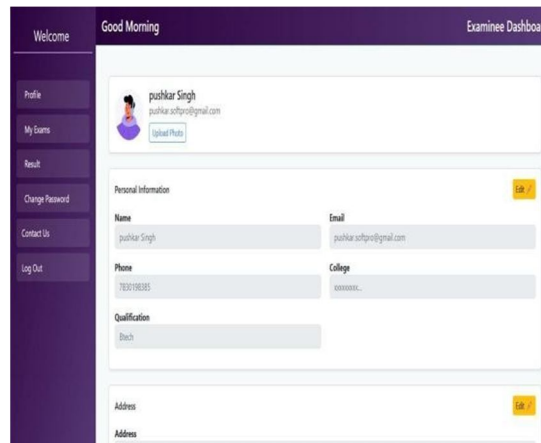 Welcome
Profile
My Exams
Result
Change Password
Contact Us
Log Out
Good Morning
Examinee Dashboa
pushkar Singh
pushkar.softpro@gmail.com
Upload Photo
Personal Information
Edit
Name
Email
pushkar Singh
pushkar.softpro@gmail.com
Phone
College
7830198385
Qualification
Btech
Address
Edit
Address